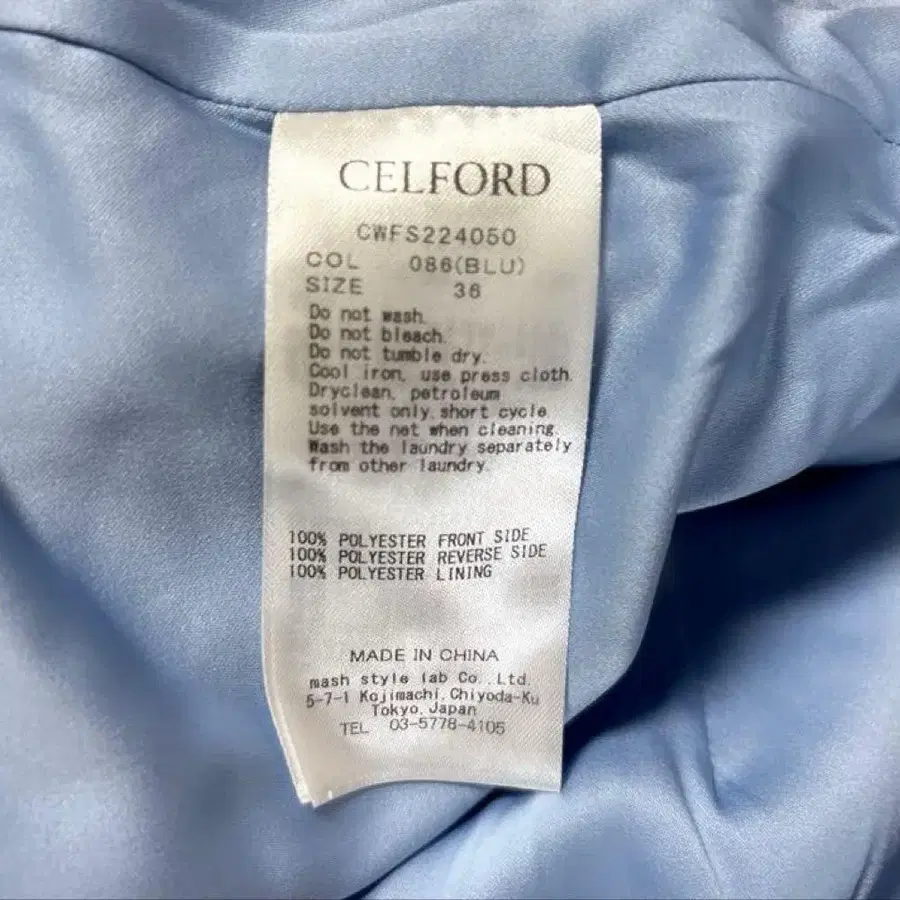 CELFORD
CWFS224050
COL 086(BLU)
SIZE 36
Do not wash.
Do not bleach.
Do not tumble dry.
Cool iron, use press cloth.
Dryclean, petroleum
solvent only, short cycle
Use the net when cleaning.
Wash the laundry separately
from other laundry.
100% POLYESTER FRONT SIDE
100% POLYESTER REVERSE SIDE
100% POLYESTER LINING
MADE IN CHINA
mash style lab Co., Ltd.
5-7-1 Kojimachi, Chiyoda-Ku
Tokyo, Japan
TEL 03-5778-4105